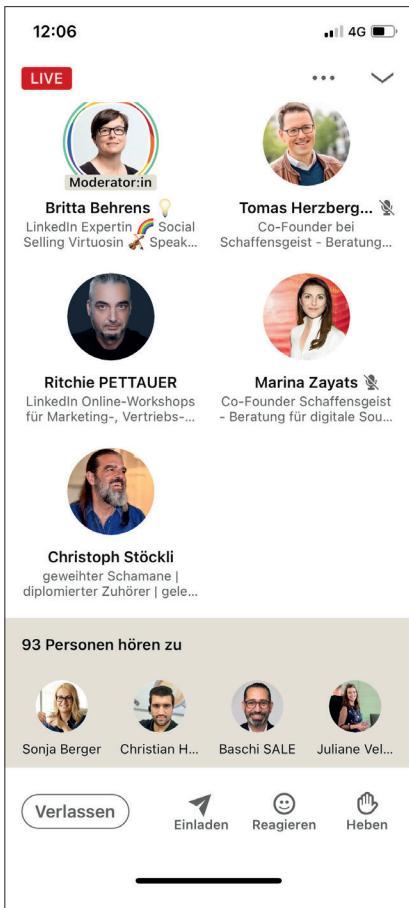 12:06
4G
LIVE
Moderator:in
Britta Behrens 💡
LinkedIn Expertin 🌈 Social
Selling Virtuosin 🎻 Speak...
Tomas Herzberg...
Co-Founder bei
Schaffensgeist - Beratung...
Ritchie PETTAUER
LinkedIn Online-Workshops
für Marketing-, Vertriebs-...
Marina Zayats
Co-Founder Schaffensgeist
- Beratung für digitale Sou...
Christoph Stöckli
geweihter Schamane |
diplomierter Zuhörer | gele...
93 Personen hören zu
Sonja Berger
Christian H...
Baschi SALE
Juliane Vel...
Verlassen
Einladen
Reagieren
Heben